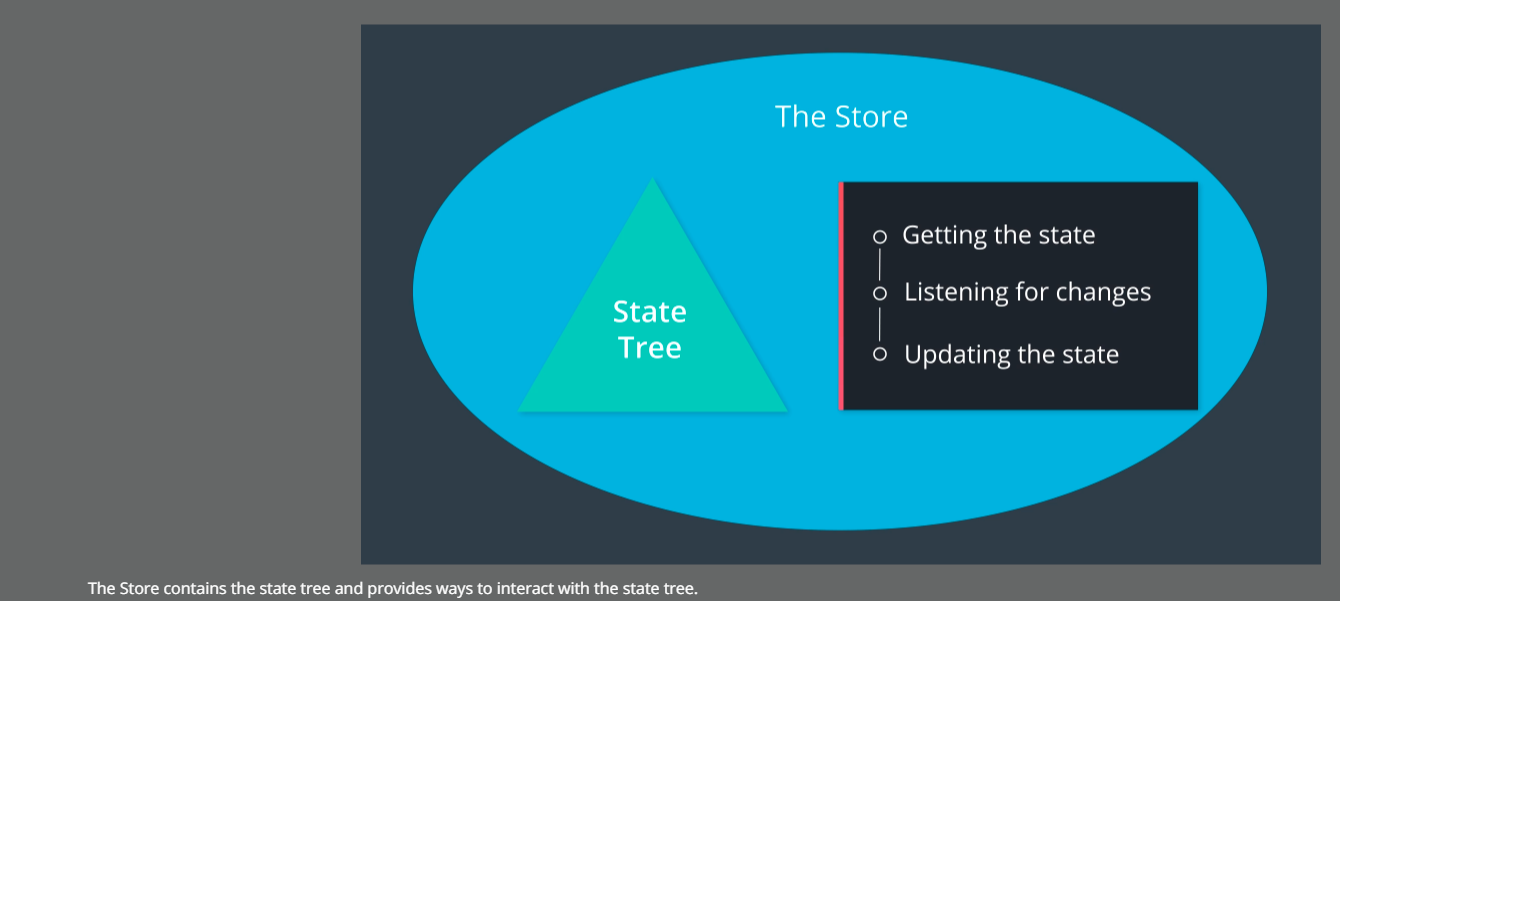 The Store
State
Tree
Getting the state
Listening for changes
Updating the state
The Store contains the state tree and provides ways to interact with the state tree.